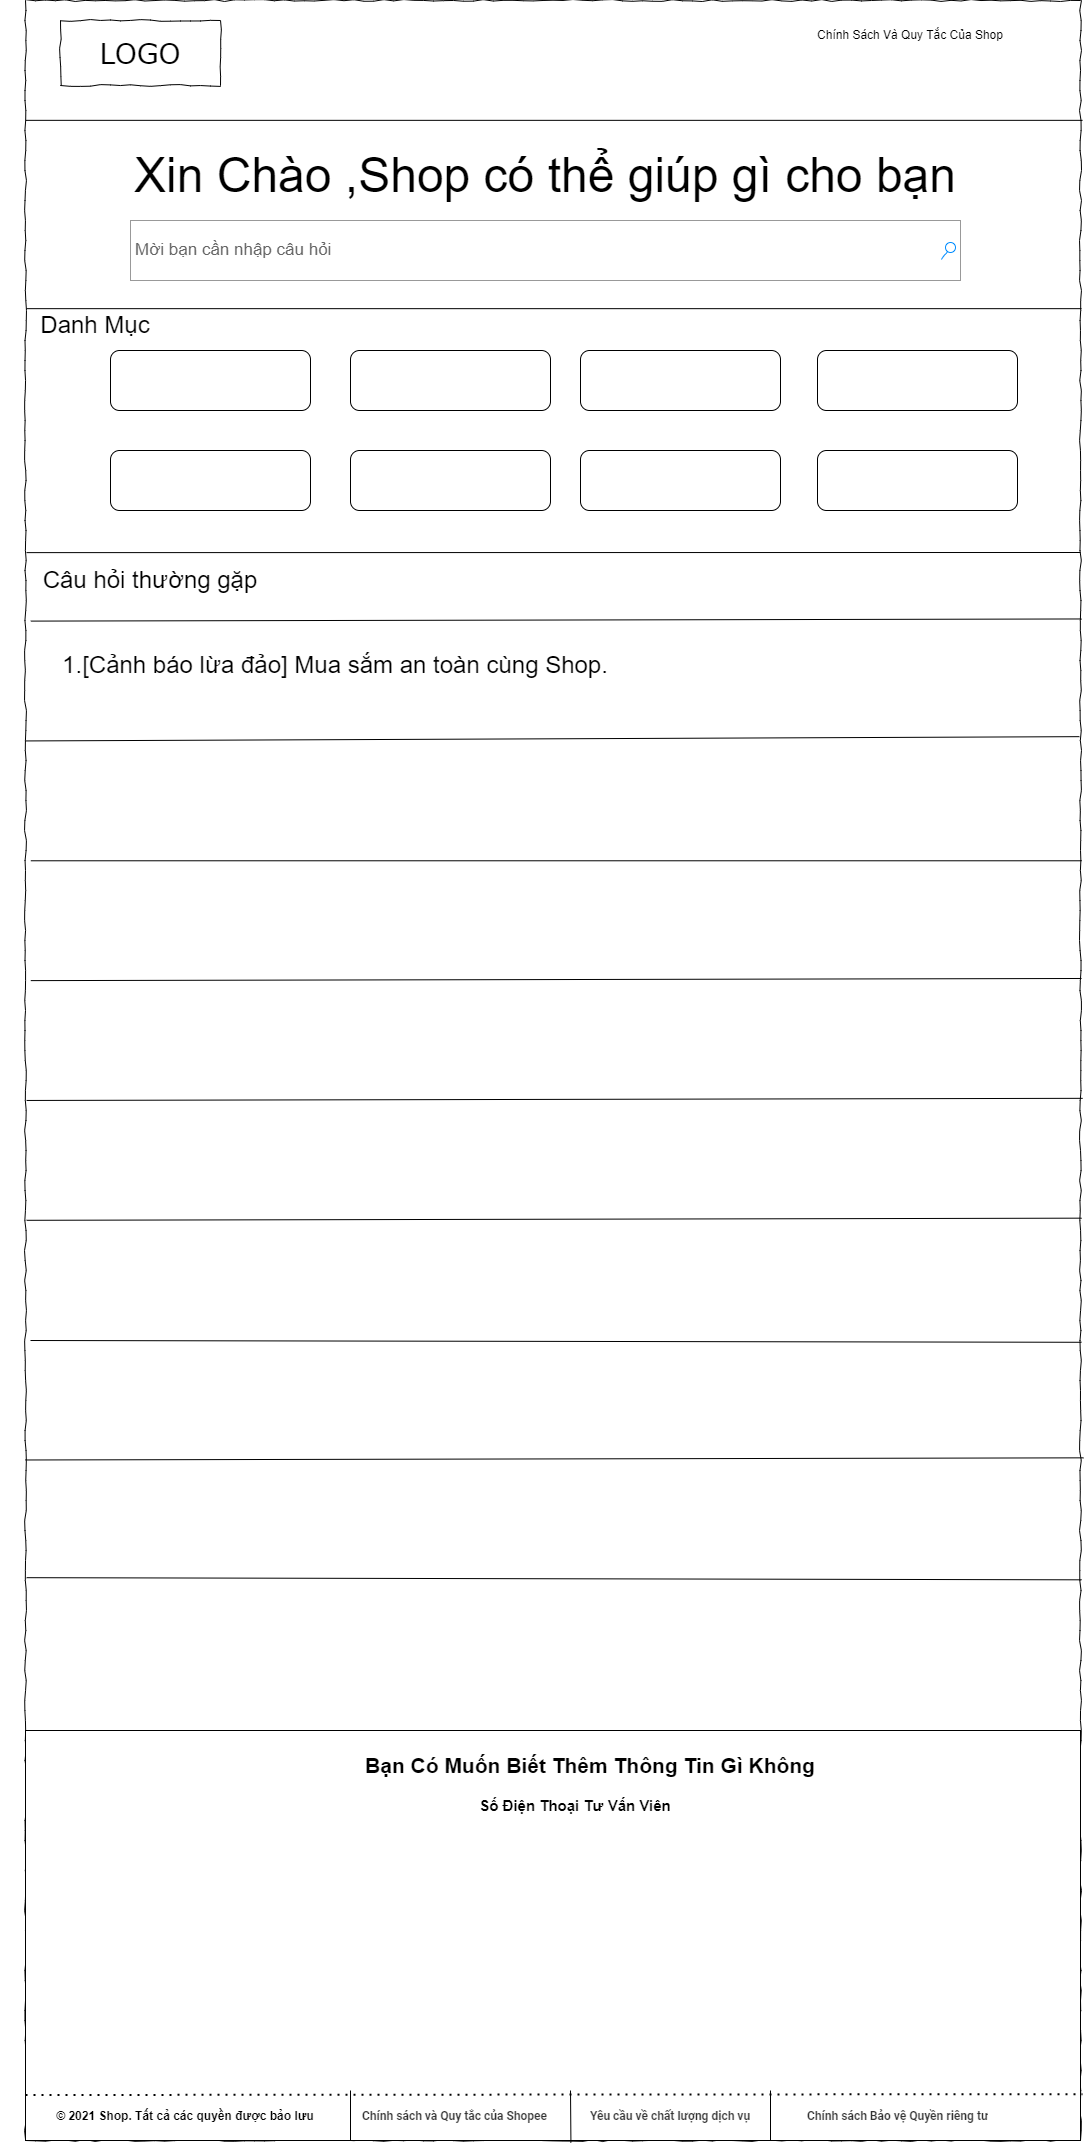 LOGO
Chính Sách Và Quy Tắc Của Shop
Xin Chào ,Shop có thể giúp gì cho bạn
Mời bạn cần nhập câu hỏi
Danh Mục
Câu hỏi thường gặp
1.[Cảnh báo lừa đảo] Mua sắm an toàn cùng Shop.
Bạn Có Muốn Biết Thêm Thông Tin Gì Không
Số Điện Thoại Tư Vấn Viên
© 2021 Shop. Tất cả các quyền được bảo lưu
Chính sách và Quy tắc của Shopee
Yêu cầu về chất lượng dịch vụ
Chính sách Bảo vệ Quyền riêng tư